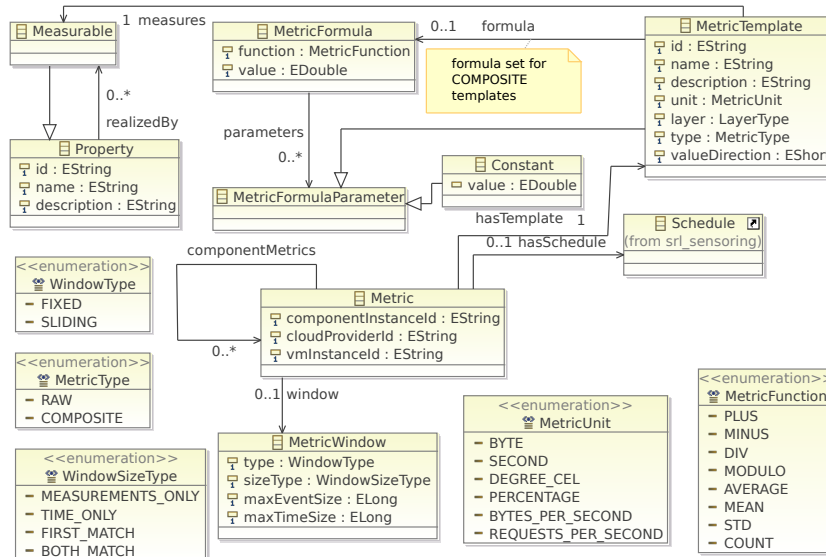 1 measures
Measurable
0..*
realizedBy
Property
id : EString
name : EString
description : EString
MetricFormula
function : MetricFunction
value : EDouble
0..1 formula
formula set for
COMPOSITE
templates
MetricTemplate
id : EString
name : EString
description : EString
unit : MetricUnit
layer : LayerType
type : MetricType
valueDirection : EShort
parameters
0..*
MetricFormulaParameter
Constant
value : EDouble
hasTemplate 1
0..1 hasSchedule
Schedule
(from srl_sensoring)
componentMetrics
0..*
Metric
componentInstanceId : EString
cloudProviderId : EString
vmInstanceId : EString
0..1 window
MetricWindow
type : WindowType
sizeType : WindowSizeType
maxEventSize : ELong
maxTimeSize : ELong
<<enumeration>>
WindowType
FIXED
SLIDING
<<enumeration>>
MetricType
RAW
COMPOSITE
<<enumeration>>
WindowSizeType
MEASUREMENTS_ONLY
TIME_ONLY
FIRST_MATCH
BOTH_MATCH
<<enumeration>>
MetricUnit
BYTE
SECOND
DEGREE_CEL
PERCENTAGE
BYTES_PER_SECOND
REQUESTS_PER_SECOND
<<enumeration>>
MetricFunction
PLUS
MINUS
DIV
MODULO
AVERAGE
MEAN
STD
COUNT